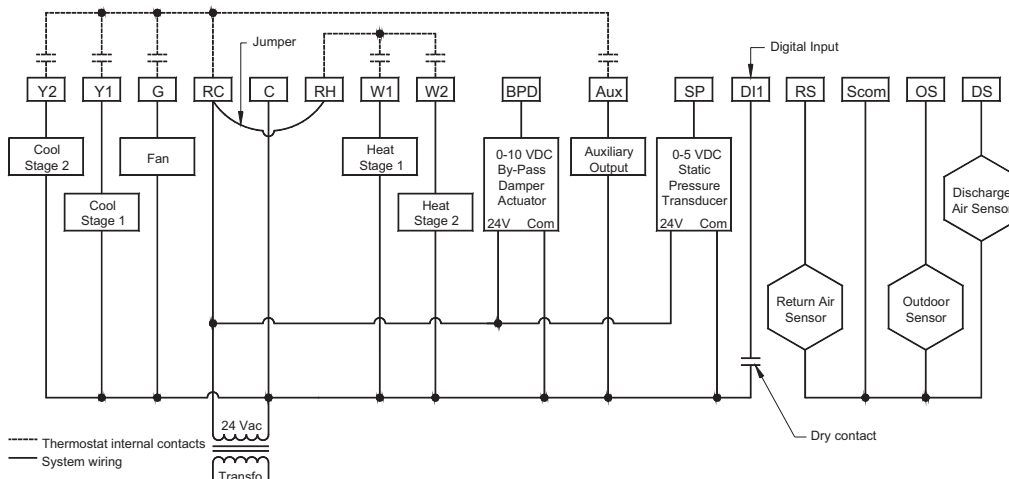 Jumper
Digital Input
Y2 Y1 G RC C RH W1 W2 BPD Aux SP DI1 RS Scom OS DS
Cool
Stage 2
Fan
Heat
Stage 1
0-10 VDC
By-Pass
Damper
Actuator
24V Com
Auxiliary
Output
0-5 VDC
Static
Pressure
Transducer
24V Com
Cool
Stage 1
Heat
Stage 2
Discharge
Air Sensor
Return Air
Sensor
Outdoor
Sensor
24 Vac
Dry contact
Thermostat internal contacts
System wiring
Transfo